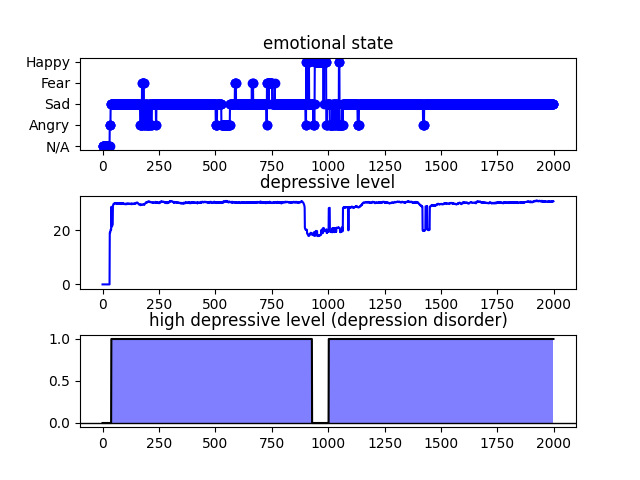 emotional state
Happy
Fear
Sad
Angry
N/A
0 250 500 750 1000 1250 1500 1750 2000
depressive level
20
0
0 250 500 750 1000 1250 1500 1750 2000
high depressive level (depression disorder)
1.0
0.5
0.0
0 250 500 750 1000 1250 1500 1750 2000